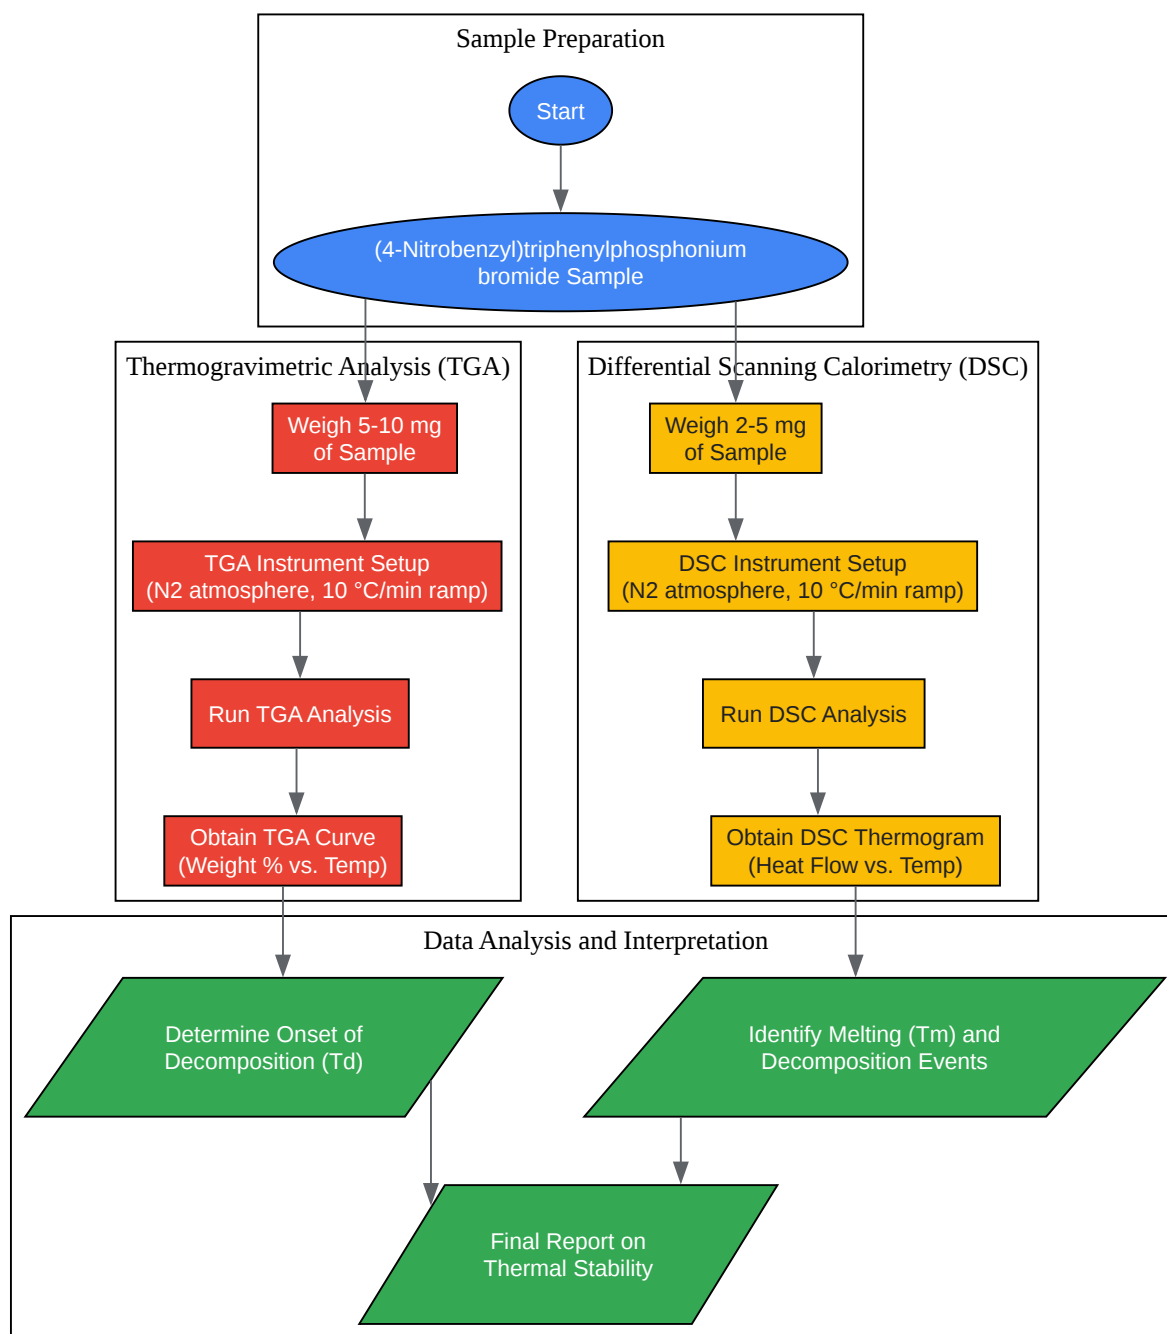 Sample Preparation
Start
(4-Nitrobenzyl)triphenylphosphonium
bromide Sample
Thermogravimetric Analysis (TGA)
Weigh 5-10 mg
of Sample
TGA Instrument Setup
(N2 atmosphere, 10 °C/min ramp)
Run TGA Analysis
Obtain TGA Curve
(Weight % vs. Temp)
Differential Scanning Calorimetry (DSC)
Weigh 2-5 mg
of Sample
DSC Instrument Setup
(N2 atmosphere, 10 °C/min ramp)
Run DSC Analysis
Obtain DSC Thermogram
(Heat Flow vs. Temp)
Data Analysis and Interpretation
Determine Onset of
Decomposition (Td)
Identify Melting (Tm) and
Decomposition Events
Final Report on
Thermal Stability